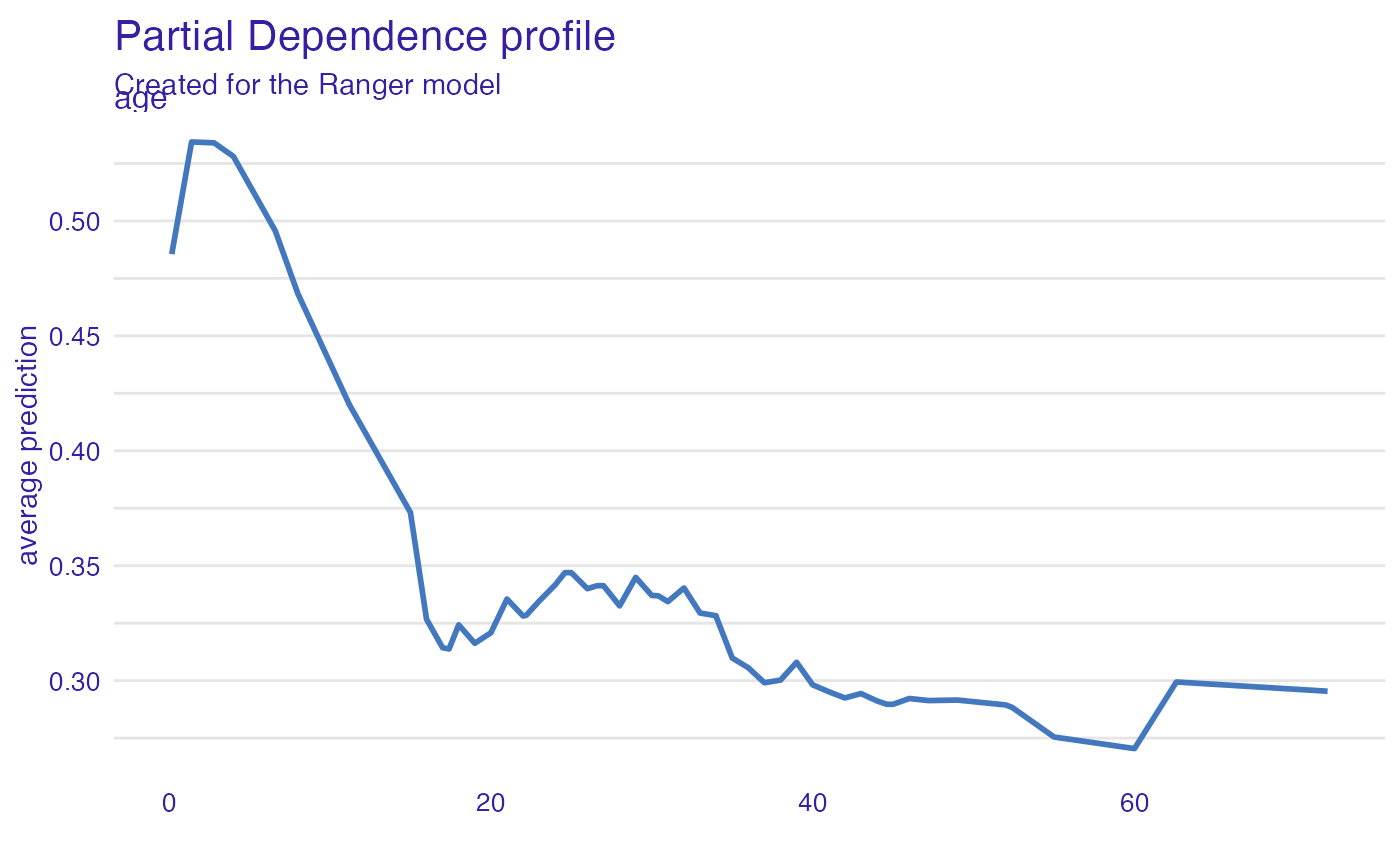 Partial Dependence profile
Created for the Ranger model
age
average prediction
0.50
0.45
0.40
0.35
0.30
0 20 40 60